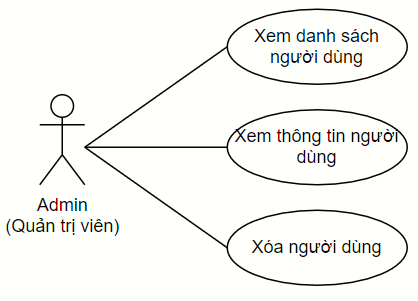 Xem danh sách
người dùng
Xem thông tin người
dùng
Admin
(Quản trị viên)
Xóa người dùng